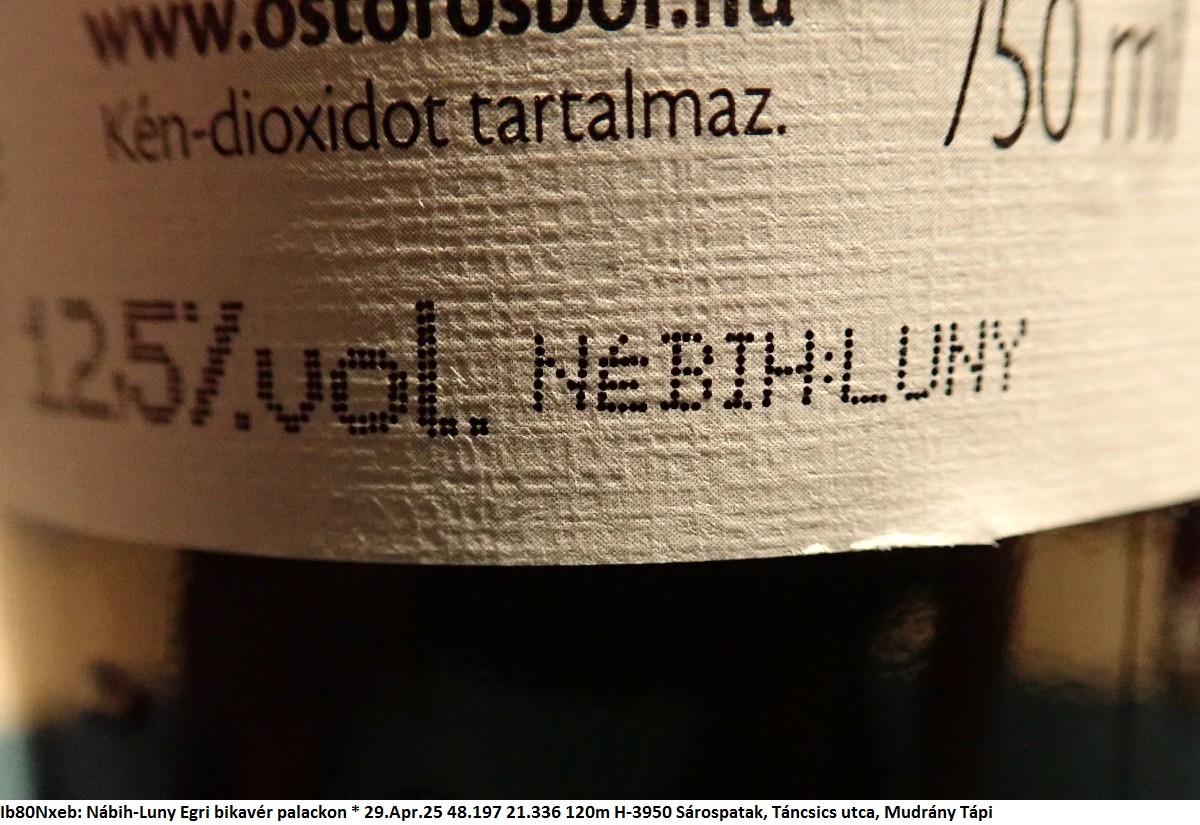 www.ostorosbor.hu
750 ml
Kén-dioxidot tartalmaz.
12,5%vol. NéBIH:LUNY
Ib80Nxeb: Nábih-Luny Egri bikavér palackon * 29.Apr.25 48.197 21.336 120m H-3950 Sárospatak, Táncsics utca, Mudrány Tápi